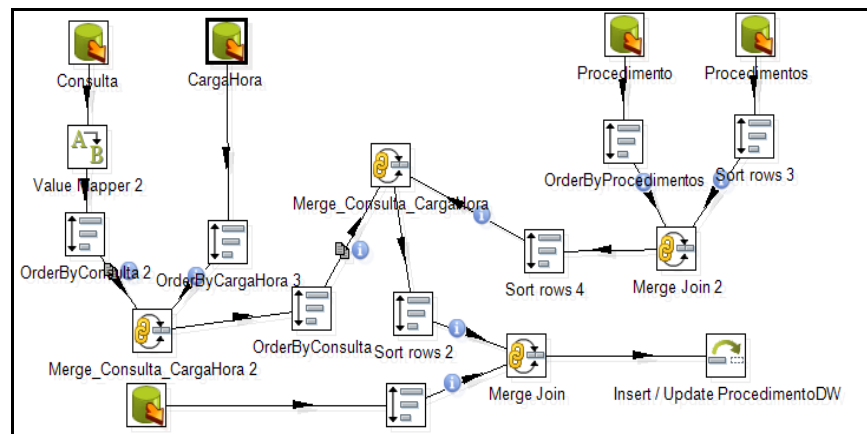 Consulta
CargaHora
Procedimento
Procedimentos
A
B
Value Mapper 2
OrderByProcedimentos
Sort rows 3
Merge_Consulta_CargaHora
OrderByConsulta 2
OrderByCargaHora 3
Sort rows 4
Merge Join 2
OrderByConsulta
Sort rows 2
Merge_Consulta_CargaHora 2
Merge Join
Insert / Update ProcedimentoDW